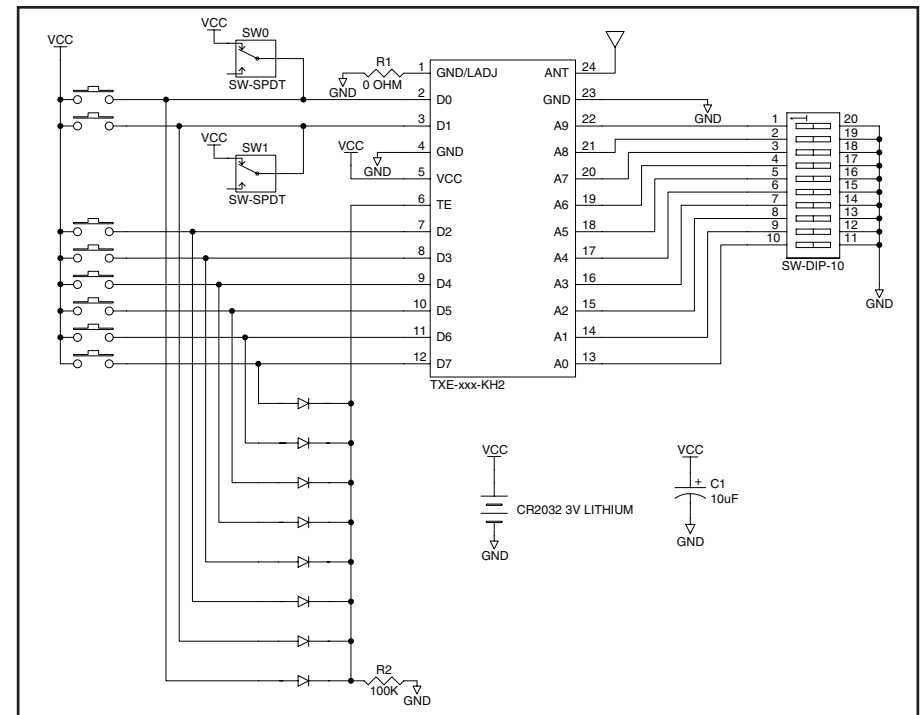 VCC
VCC
SW0
SW-SPDT
R1
0 OHM
GND
VCC
SW1
SW-SPDT
VCC
GND
1 GND/LADJ ANT 24
2 D0 GND 23
3 D1 A9 22
4 GND A8 21
5 VCC A7 20
6 TE A6 19
7 D2 A5 18
8 D3 A4 17
9 D4 A3 16
10 D5 A2 15
11 D6 A1 14
12 D7 A0 13
TXE-xxx-KH2
GND
1 20
2 19
3 18
4 17
5 16
6 15
7 14
8 13
9 12
10 11
SW-DIP-10
GND
VCC
CR2032 3V LITHIUM
GND
VCC
+ C1
10uF
GND
R2
100K
GND